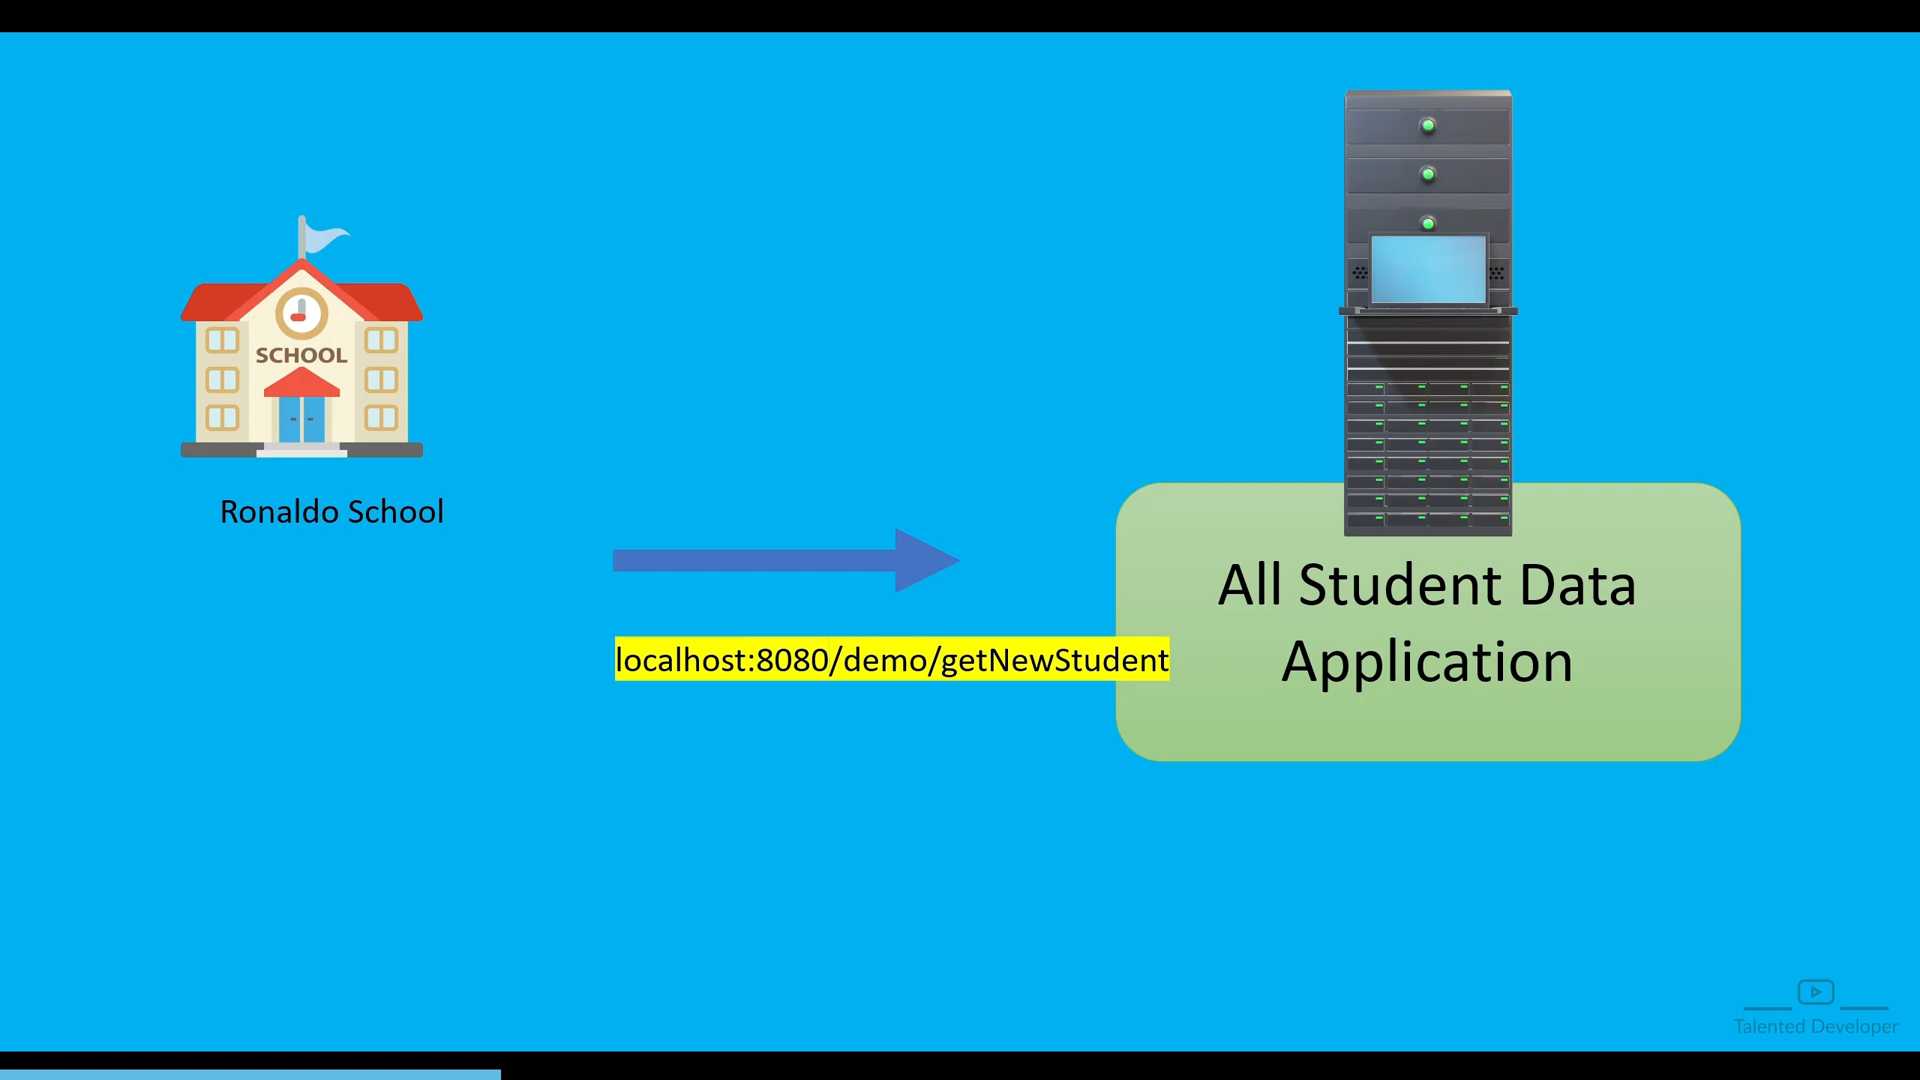 SCHOOL
Ronaldo School
localhost:8080/demo/getNewStudent
All Student Data
Application
Talented Developer